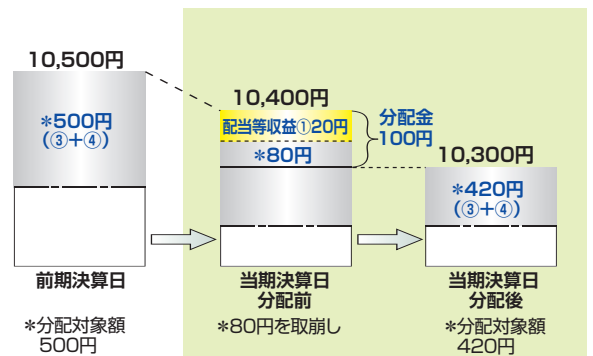 10,500円
*500円
(③+④)
前期決算日
*分配対象額
500円
10,400円
配当等収益①20円
*80円
分配金
100円
当期決算日
分配前
*80円を取崩し
10,300円
*420円
(③+④)
当期決算日
分配後
*分配対象額
420円